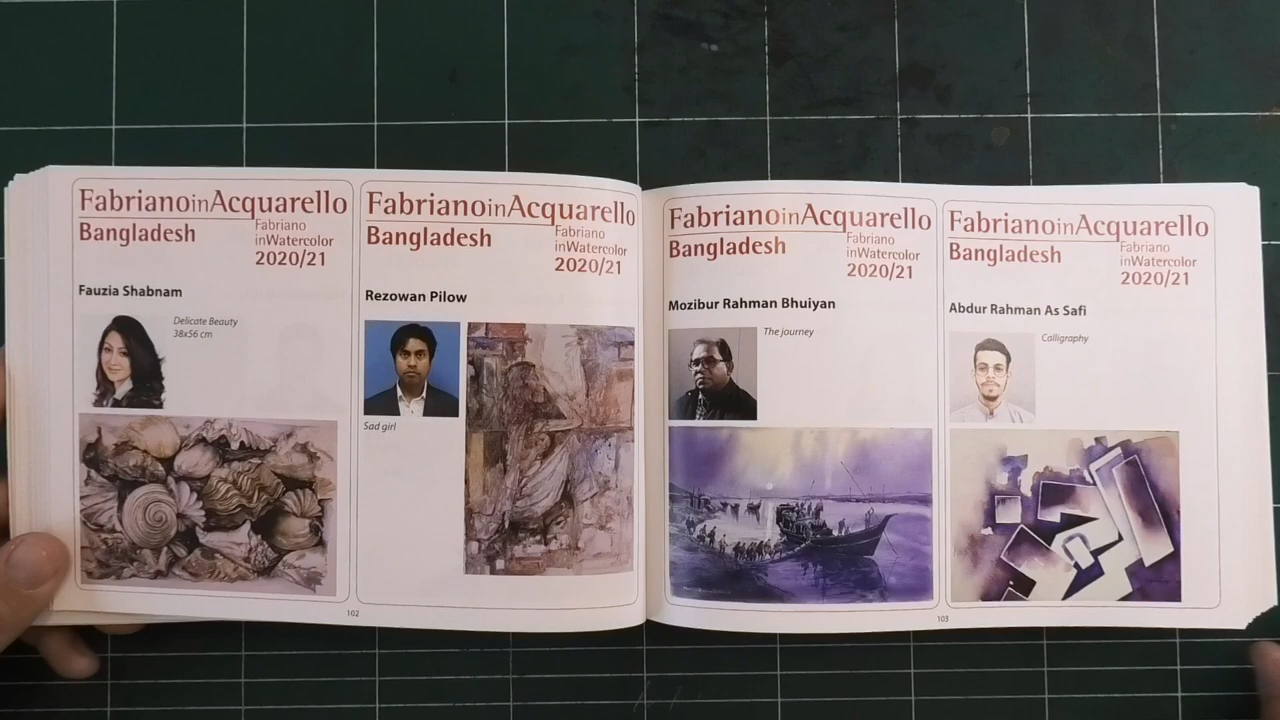 FabrianoinAcquarello
Bangladesh
Fabriano
inWatercolor
2020/21
Fauzia Shabnam
Delicate Beauty
38x56 cm
FabrianoinAcquarello
Bangladesh
Fabriano
inWatercolor
2020/21
Rezowan Pilow
Sad girl
102
FabrianoinAcquarello
Bangladesh
Fabriano
inWatercolor
2020/21
Mozibur Rahman Bhuiyan
The journey
FabrianoinAcquarello
Bangladesh
Fabriano
inWatercolor
2020/21
Abdur Rahman As Safi
Calligraphy
103